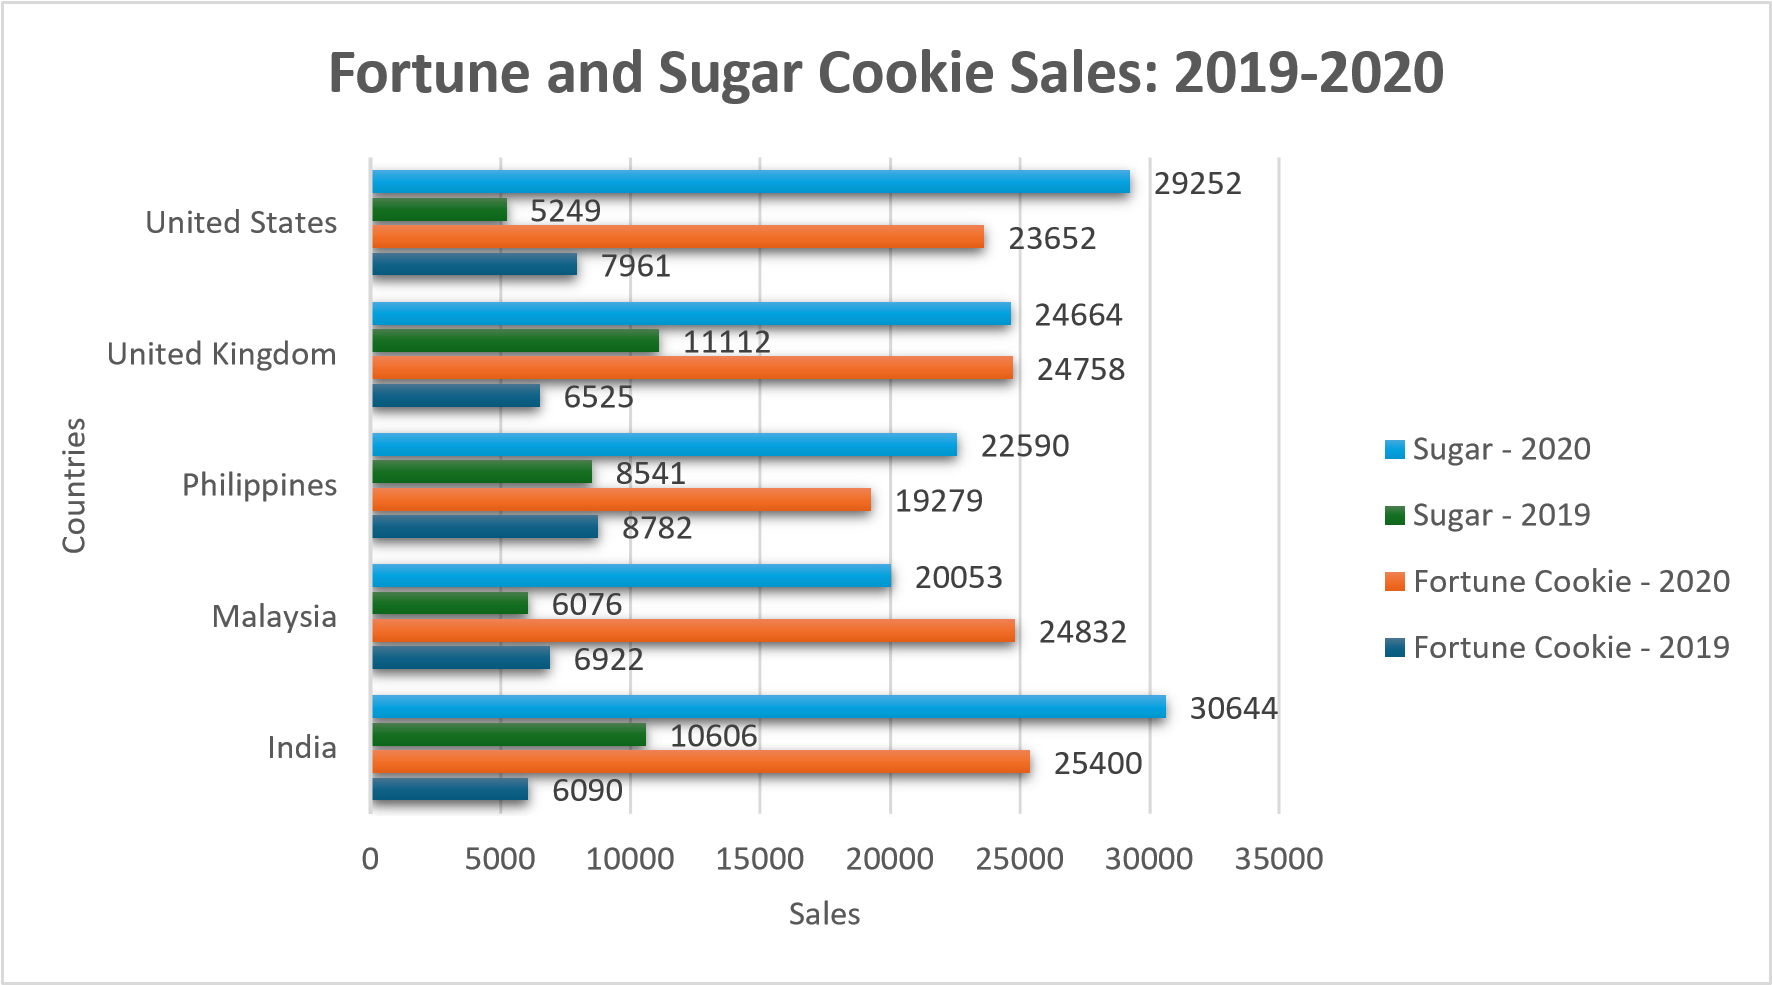 Fortune and Sugar Cookie Sales: 2019-2020
Countries
United States
29252
5249
23652
7961
United Kingdom
24664
11112
24758
6525
Philippines
22590
8541
19279
8782
Malaysia
20053
6076
24832
6922
India
30644
10606
25400
6090
0 5000 10000 15000 20000 25000 30000 35000
Sales
Sugar - 2020
Sugar - 2019
Fortune Cookie - 2020
Fortune Cookie - 2019